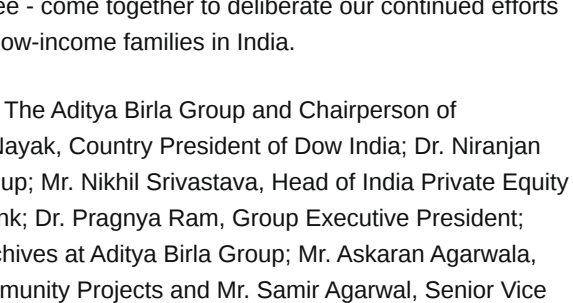 ee - come together to deliberate our continued efforts
ow-income families in India.
The Aditya Birla Group and Chairperson of
Nayak, Country President of Dow India; Dr. Niranjan
up; Mr. Nikhil Srivastava, Head of India Private Equity
nk; Dr. Pragnya Ram, Group Executive President;
chives at Aditya Birla Group; Mr. Askaran Agarwala,
munity Projects and Mr. Samir Agarwal, Senior Vice